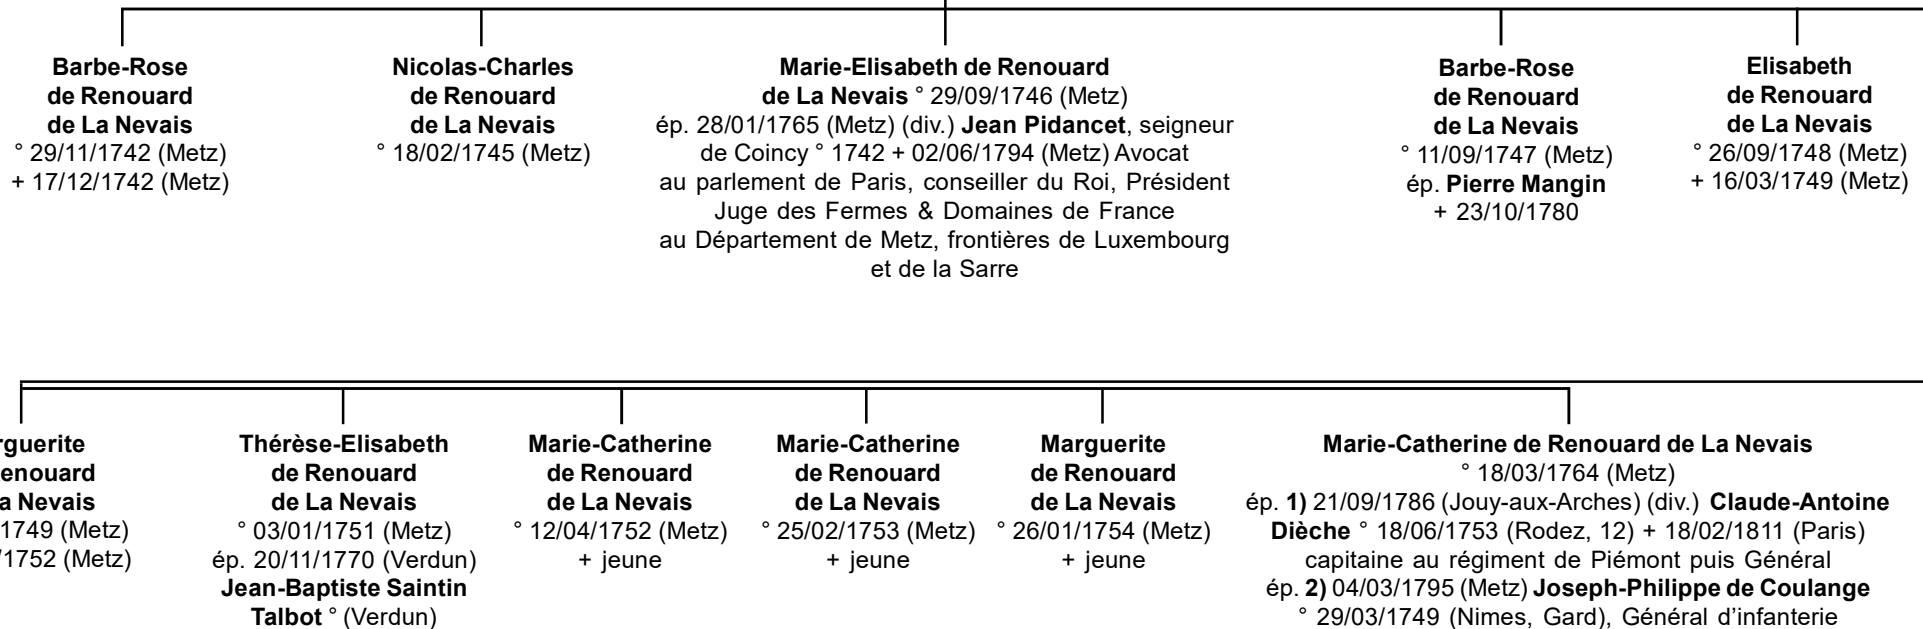 Barbe-Rose
de Renouard
de La Nevais
° 29/11/1742 (Metz)
+ 17/12/1742 (Metz)
Nicolas-Charles
de Renouard
de La Nevais
° 18/02/1745 (Metz)
Marie-Elisabeth de Renouard
de La Nevais ° 29/09/1746 (Metz)
ép. 28/01/1765 (Metz) (div.) Jean Pidancet, seigneur
de Coincy ° 1742 + 02/06/1794 (Metz) Avocat
au parlement de Paris, conseiller du Roi, Président
Juge des Fermes & Domaines de France
au Département de Metz, frontières de Luxembourg
et de la Sarre
Barbe-Rose
de Renouard
de La Nevais
° 11/09/1747 (Metz)
ép. Pierre Mangin
+ 23/10/1780
Elisabeth
de Renouard
de La Nevais
° 26/09/1748 (Metz)
+ 16/03/1749 (Metz)
rguerite
enouard
a Nevais
1749 (Metz)
/1752 (Metz)
Thérèse-Elisabeth
de Renouard
de La Nevais
° 03/01/1751 (Metz)
ép. 20/11/1770 (Verdun)
Jean-Baptiste Saintin
Talbot ° (Verdun)
Marie-Catherine
de Renouard
de La Nevais
° 12/04/1752 (Metz)
+ jeune
Marie-Catherine
de Renouard
de La Nevais
° 25/02/1753 (Metz)
+ jeune
Marguerite
de Renouard
de La Nevais
° 26/01/1754 (Metz)
+ jeune
Marie-Catherine de Renouard de La Nevais
° 18/03/1764 (Metz)
ép. 1) 21/09/1786 (Jouy-aux-Arches) (div.) Claude-Antoine
Dièche ° 18/06/1753 (Rodez, 12) + 18/02/1811 (Paris)
capitaine au régiment de Piémont puis Général
ép. 2) 04/03/1795 (Metz) Joseph-Philippe de Coulange
° 29/03/1749 (Nimes, Gard), Général d'infanterie